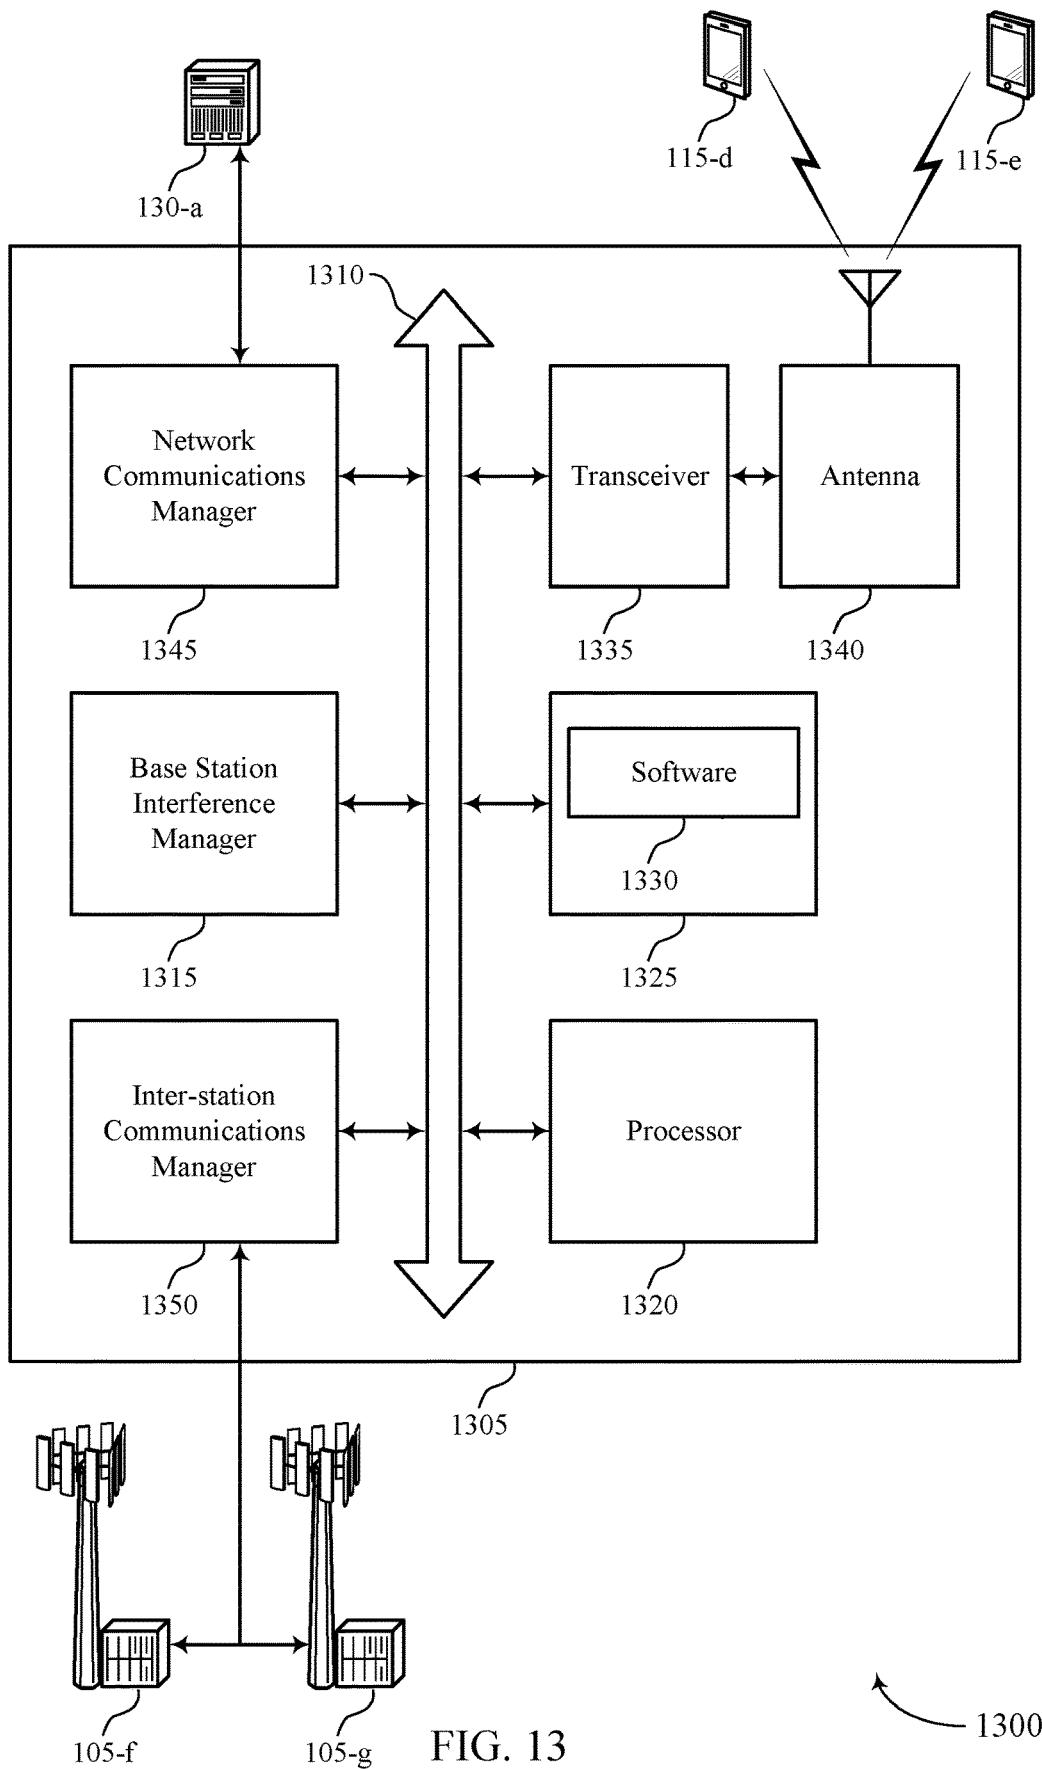 115-d
115-e
130-a
1310
Network
Communications
Manager
Transceiver
Antenna
1345
1335
1340
Base Station
Interference
Manager
Software
1330
1315
1325
Inter-station
Communications
Manager
Processor
1350
1320
1305
105-f
105-g
FIG. 13
1300